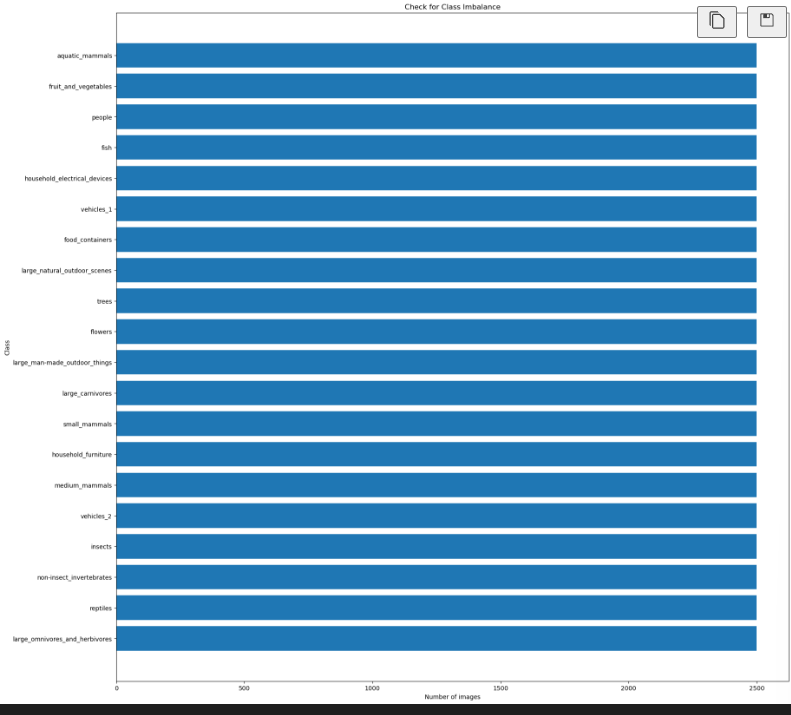 Check for Class Imbalance
aquatic_mammals
fruit_and_vegetables
people
fish
household_electrical_devices
vehicles_1
food_containers
large_natural_outdoor_scenes
trees
flowers
large_man-made_outdoor_things
large_carnivores
small_mammals
household_furniture
medium_mammals
vehicles_2
insects
non-insect_invertebrates
reptiles
large_omnivores_and_herbivores
Class
0 500 1000 1500 2000 2500
Number of images